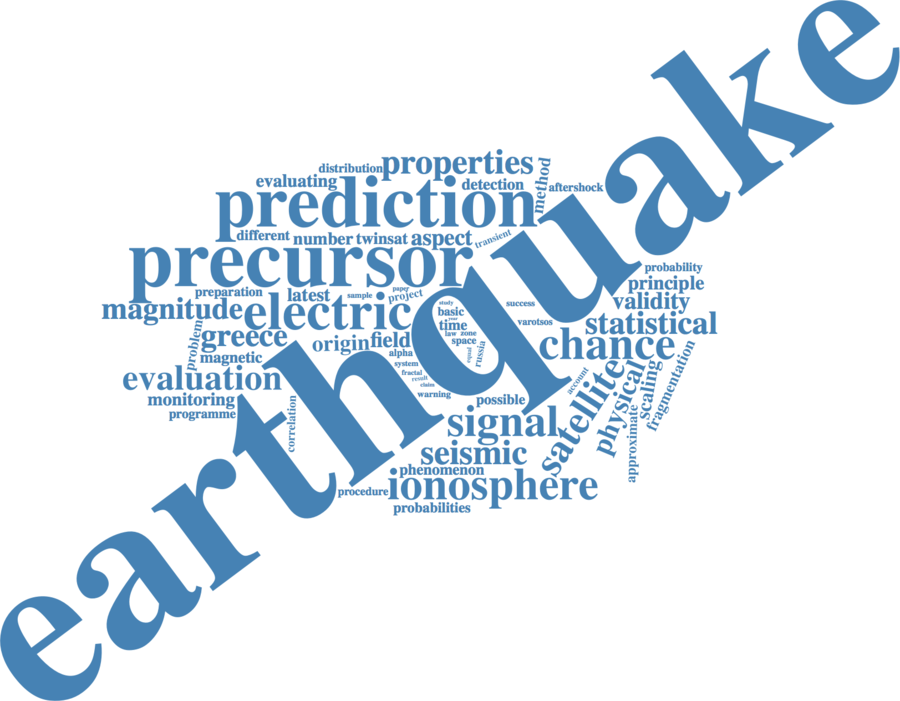 earthquake
distribution
properties
evaluating
detection
method
aftershock
prediction
different
number
twinsat
aspect
transient
precursor
probability
preparation
latest
sample
paper
project
principle
magnitude
electric
study
basic
success
validity
problem
greece
origin
field
time
year
law
zone
space
varotsos
statistical
magnetic
alpha
equal
russia
chance
evaluation
system
fractal
result
claim
warning
account
satellite
physical
scaling
fragmentation
monitoring
programme
correlation
possible
signal
approximate
seismic
phenomenon
procedure
ionosphere
probabilities